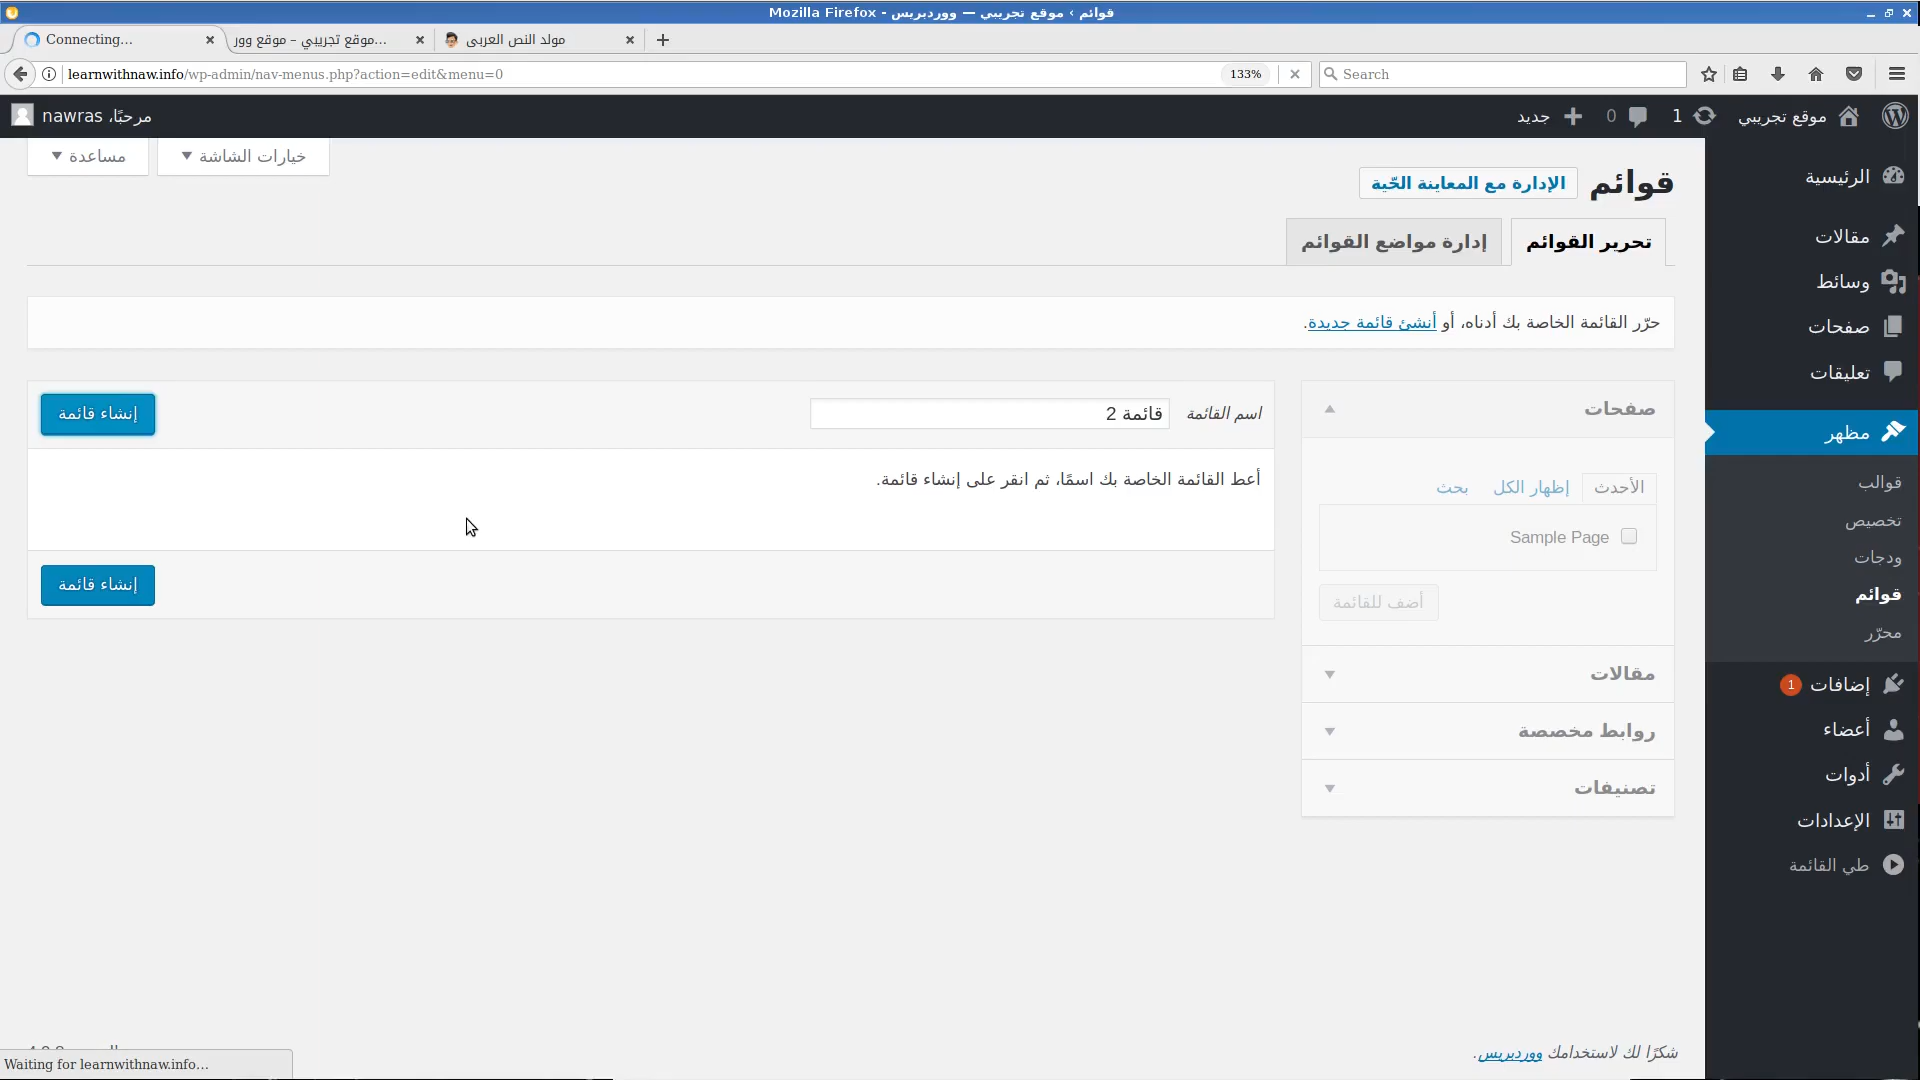 قوائم ‹ موقع تجريبي — ووردبريس - Mozilla Firefox
Connecting…
موقع تجريبي – موقع وور...
مولد النص العربى
learnwithnaw.info/wp-admin/nav-menus.php?action=edit&menu=0
133%
Search
موقع تجريبي
1
0
جديد
مرحبًا، nawras
خيارات الشاشة
مساعدة
قوائم
الإدارة مع المعاينة الحّية
تحرير القوائم
إدارة مواضع القوائم
حرّر القائمة الخاصة بك أدناه، أو أنشئ قائمة جديدة.
صفحات
الأحدث
إظهار الكل
بحث
Sample Page
أضف للقائمة
مقالات
روابط مخصصة
تصنيفات
اسم القائمة
قائمة 2
إنشاء قائمة
أعط القائمة الخاصة بك اسمًا، ثم انقر على إنشاء قائمة.
إنشاء قائمة
الرئيسية
مقالات
وسائط
صفحات
تعليقات
مظهر
قوالب
تخصيص
ودجات
قوائم
محرّر
إضافات 1
أعضاء
أدوات
الإعدادات
طي القائمة
شكرًا لك لاستخدامك ووردبريس.
Waiting for learnwithnaw.info…